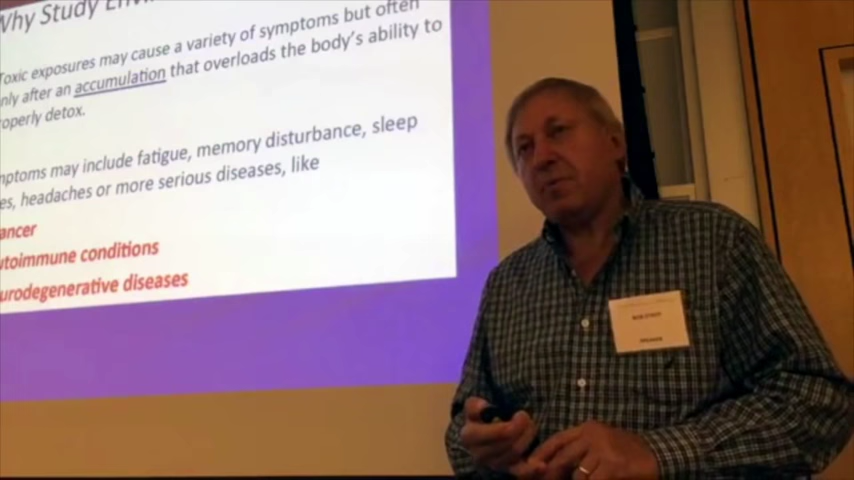 Why Study Envi
Toxic exposures may cause a variety of symptoms but often
nly after an accumulation that overloads the body's ability to
roperly detox.
mptoms may include fatigue, memory disturbance, sleep
es, headaches or more serious diseases, like
ancer
utoimmune conditions
urodegenerative diseases
SPEAKER